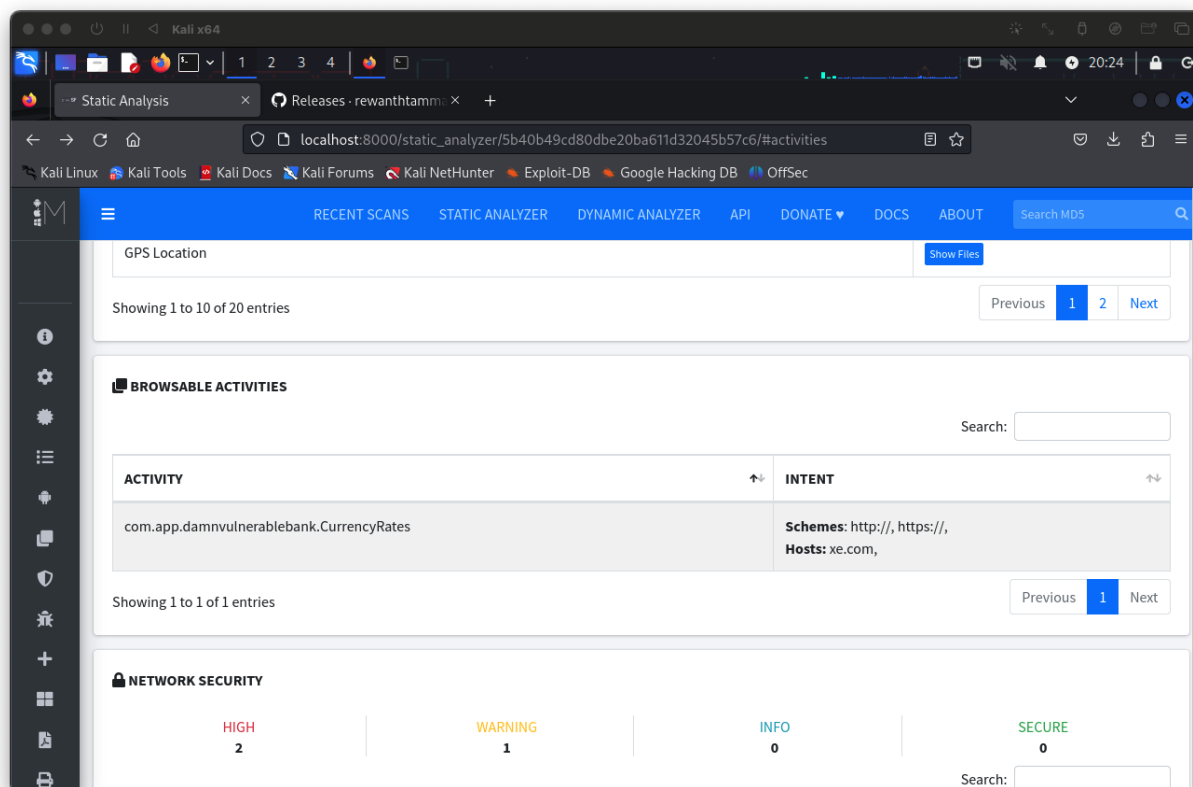 Kali x64
1 2 3 4
20:24
Static Analysis
Releases · rewanthtamma
localhost:8000/static_analyzer/5b40b49cd80dbe20ba611d32045b57c6/#activities
Kali Linux Kali Tools Kali Docs Kali Forums Kali NetHunter Exploit-DB Google Hacking DB OffSec
RECENT SCANS STATIC ANALYZER DYNAMIC ANALYZER API DONATE ♥ DOCS ABOUT Search MD5
GPS Location Show Files
Showing 1 to 10 of 20 entries Previous 1 2 Next
BROWSABLE ACTIVITIES
Search:
ACTIVITY INTENT
com.app.damnvulnerablebank.CurrencyRates Schemes: http://, https://,
Hosts: xe.com,
Showing 1 to 1 of 1 entries Previous 1 Next
NETWORK SECURITY
HIGH WARNING INFO SECURE
2 1 0 0
Search: